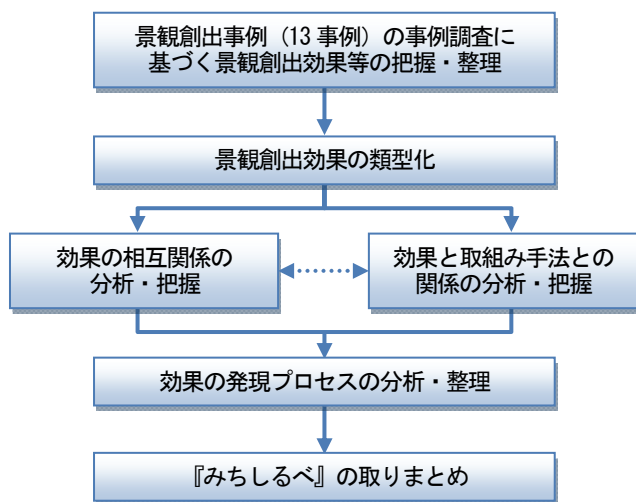 景観創出事例（13 事例）の事例調査に
基づく景観創出効果等の把握・整理
景観創出効果の類型化
効果の相互関係の
分析・把握
効果と取組み手法との
関係の分析・把握
効果の発現プロセスの分析・整理
『みちしるべ』の取りまとめ